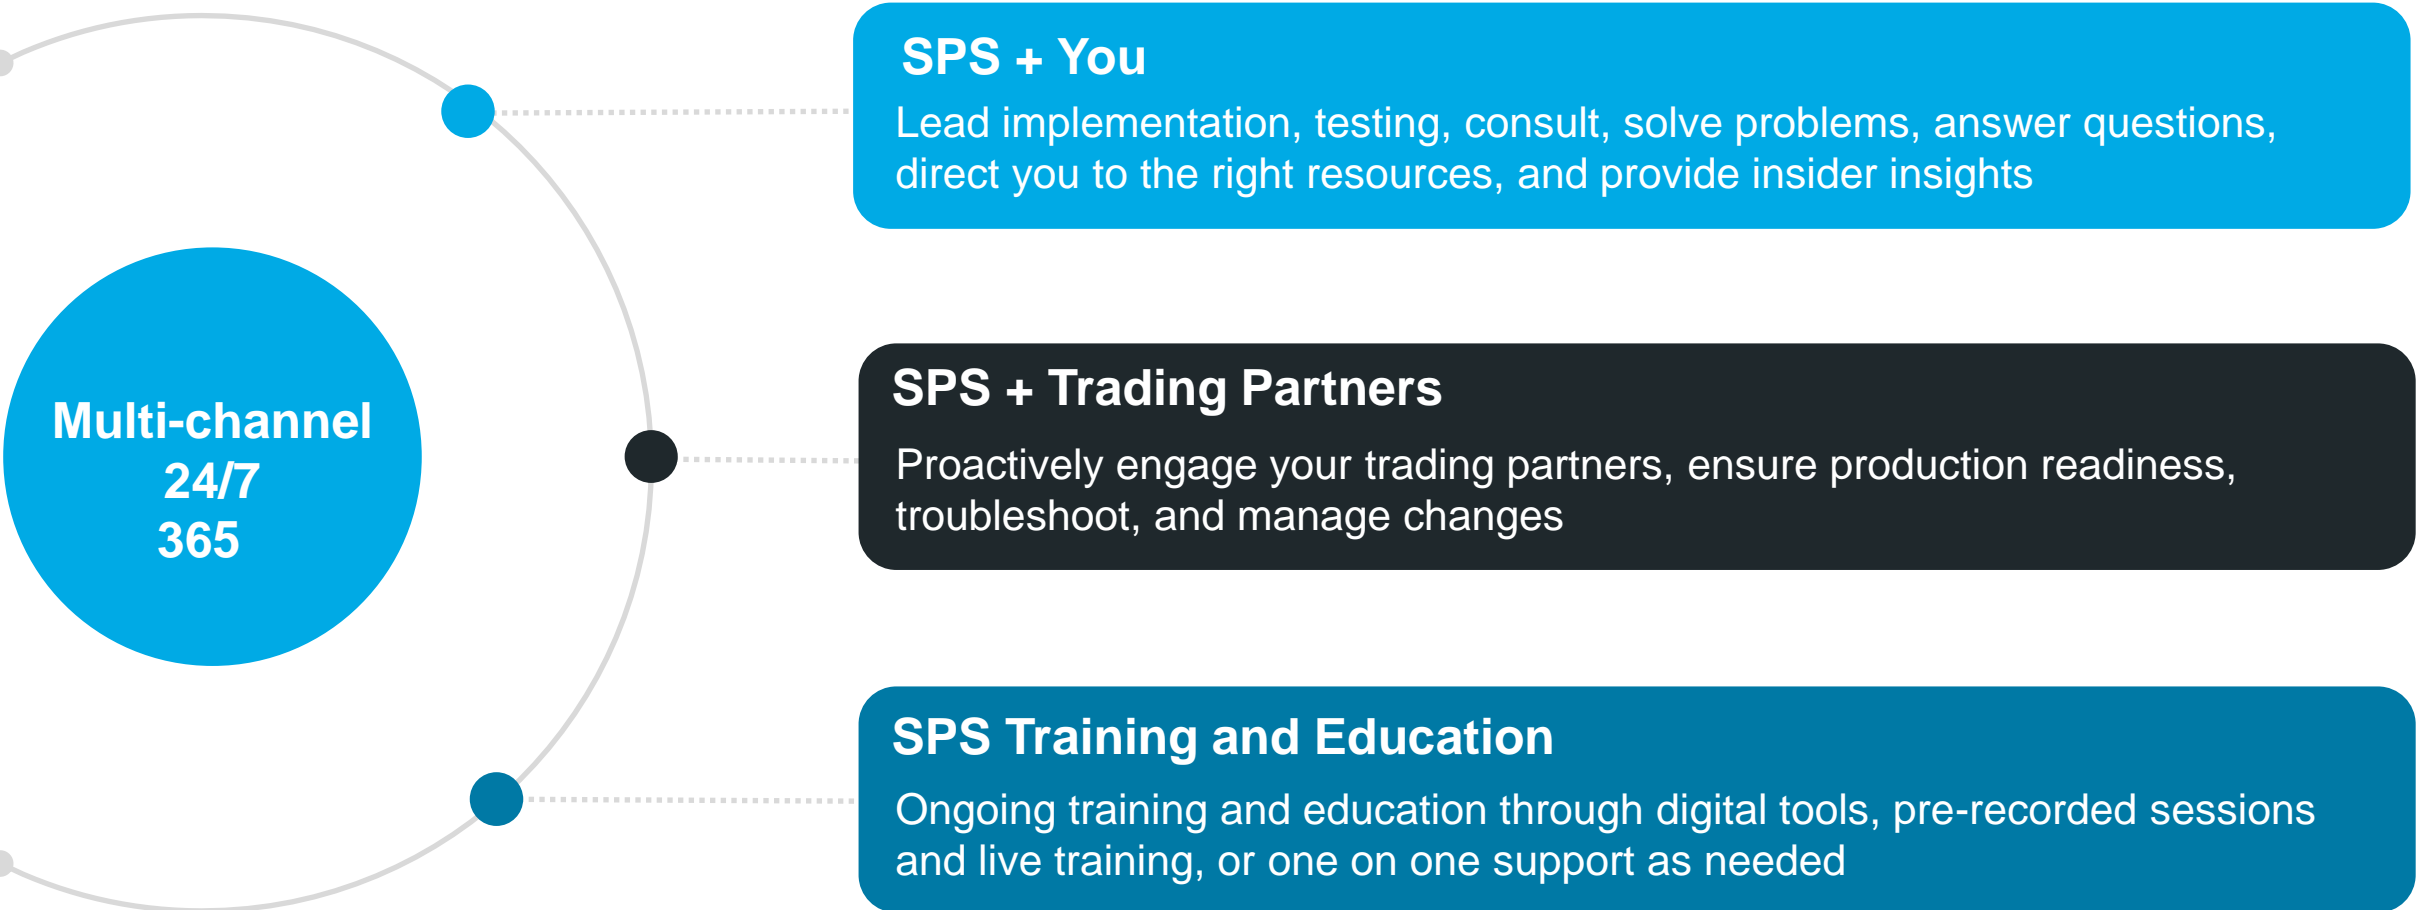 Multi-channel
24/7
365
SPS + You
Lead implementation, testing, consult, solve problems, answer questions,
direct you to the right resources, and provide insider insights
SPS + Trading Partners
Proactively engage your trading partners, ensure production readiness,
troubleshoot, and manage changes
SPS Training and Education
Ongoing training and education through digital tools, pre-recorded sessions
and live training, or one on one support as needed